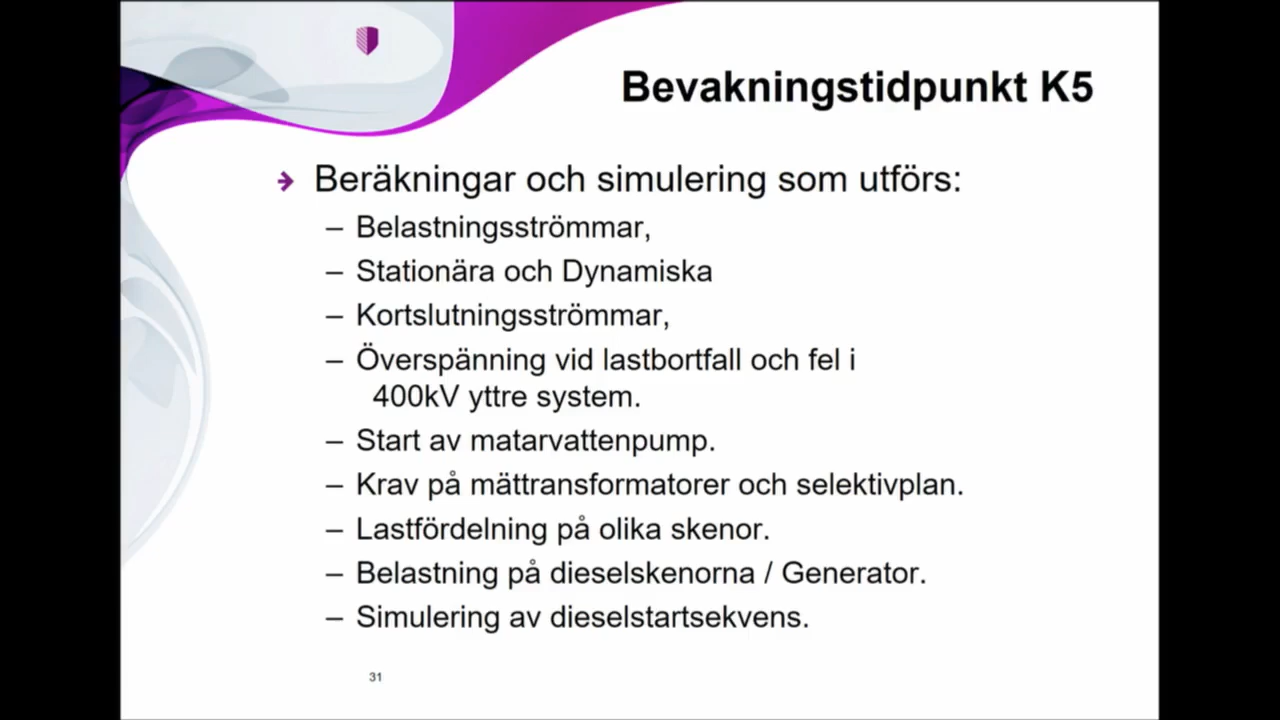 Bevakningstidpunkt K5
Beräkningar och simulering som utförs:
– Belastningsströmmar,
– Stationära och Dynamiska
– Kortslutningsströmmar,
– Överspänning vid lastbortfall och fel i
400kV yttre system.
– Start av matarvattenpump.
– Krav på mättransformatorer och selektivplan.
– Lastfördelning på olika skenor.
– Belastning på dieselskenorna / Generator.
– Simulering av dieselstartsekvens.
31